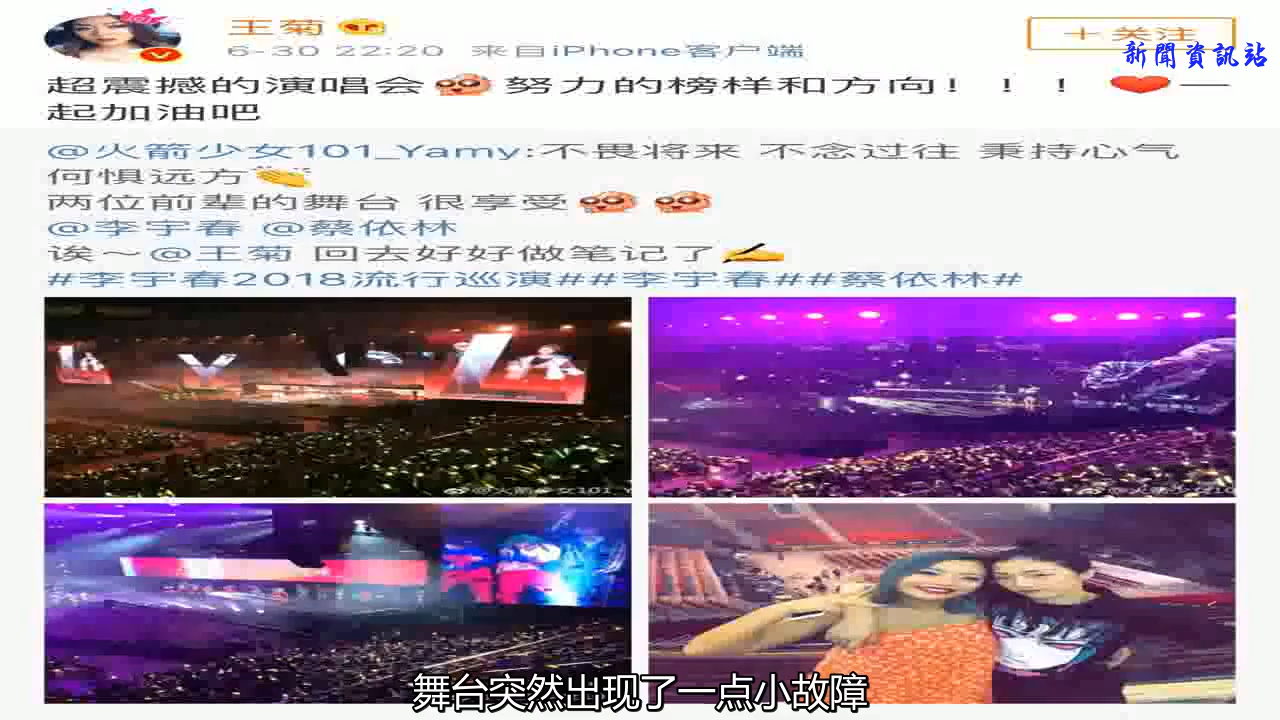 王菊
6-30 22:20 来自iPhone客户端
+关注
新聞資訊站
超震撼的演唱会 努力的榜样和方向！！！ 一
起加油吧
@火箭少女101_Yamy:不畏将来 不念过往 秉持心气
何惧远方
两位前辈的舞台 很享受
@李宇春 @蔡依林
诶～@王菊 回去好好做笔记了
#李宇春2018流行巡演##李宇春##蔡依林#
舞台突然出现了一点小故障